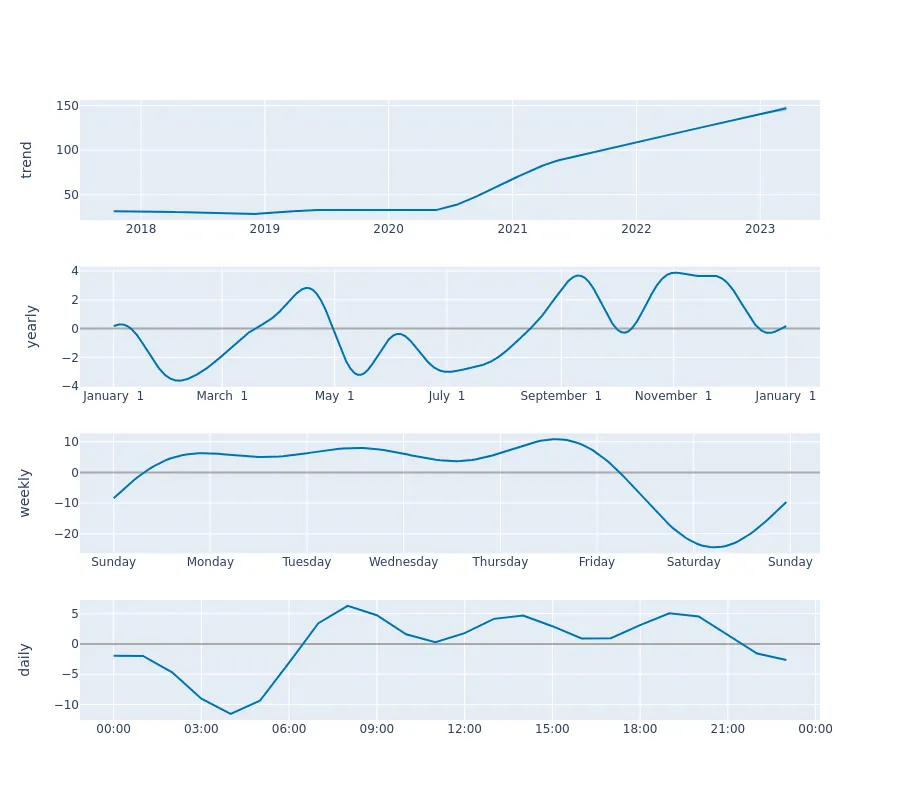 trend
150
100
50
2018 2019 2020 2021 2022 2023
yearly
4
2
0
−2
−4
January 1 March 1 May 1 July 1 September 1 November 1 January 1
weekly
10
0
−10
−20
Sunday Monday Tuesday Wednesday Thursday Friday Saturday Sunday
daily
5
0
−5
−10
00:00 03:00 06:00 09:00 12:00 15:00 18:00 21:00 00:00